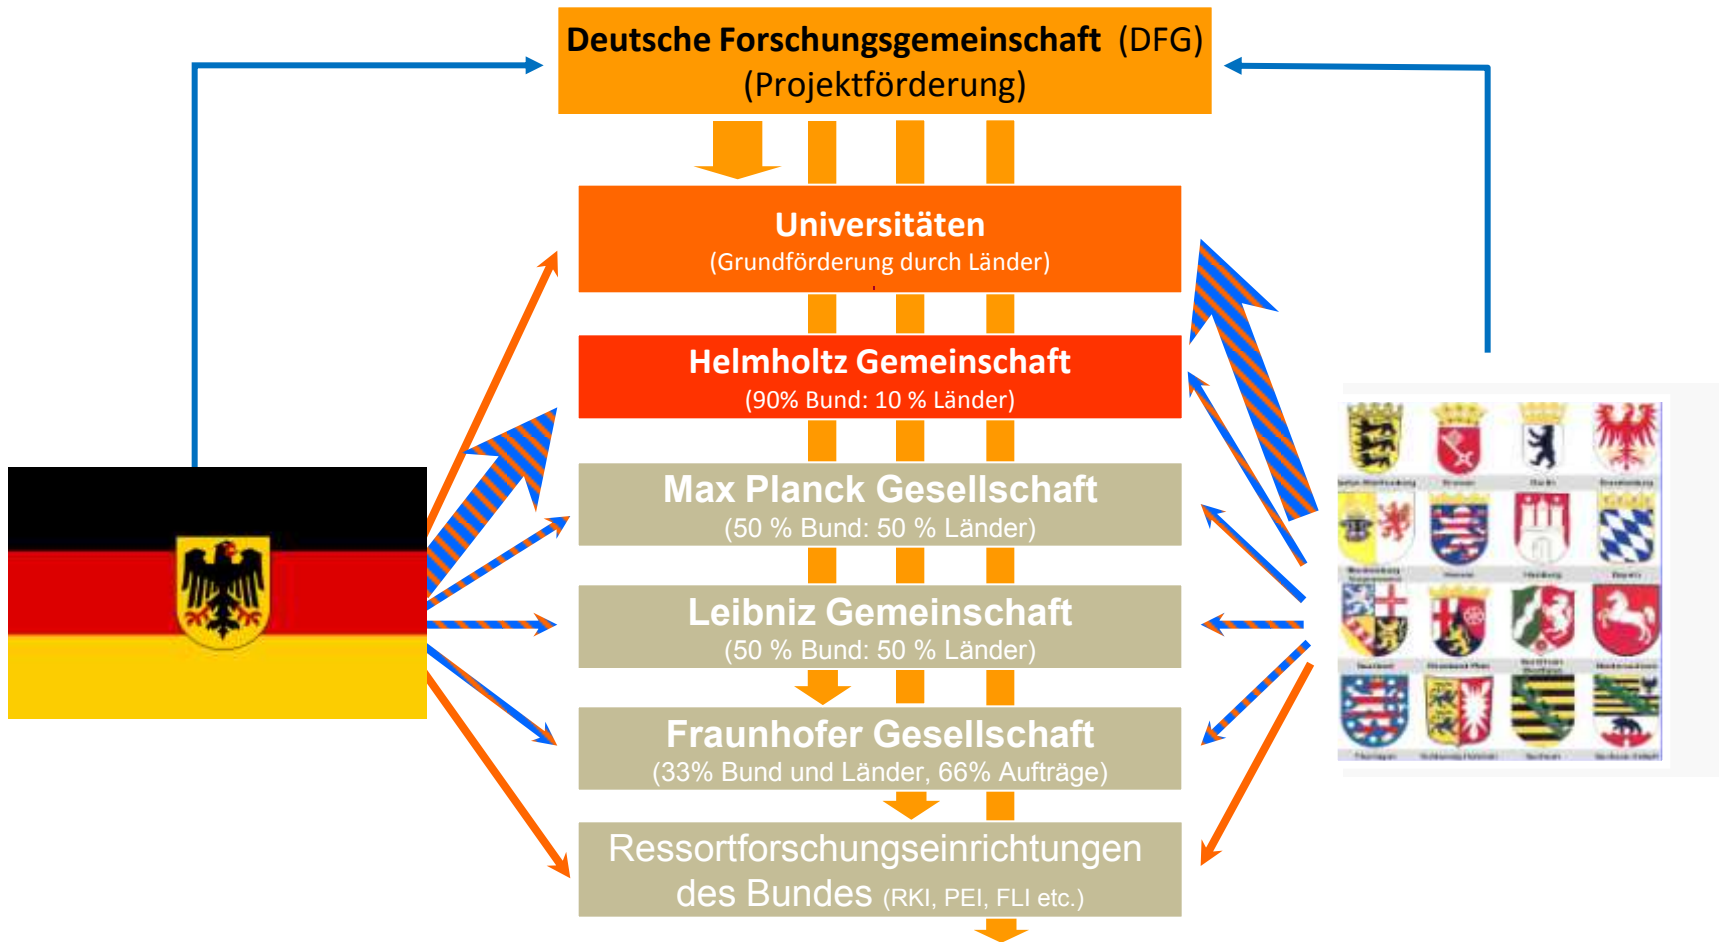 Deutsche Forschungsgemeinschaft (DFG)
(Projektförderung)
Universitäten
(Grundförderung durch Länder)
Helmholtz Gemeinschaft
(90% Bund: 10 % Länder)
Max Planck Gesellschaft
(50 % Bund: 50 % Länder)
Leibniz Gemeinschaft
(50 % Bund: 50 % Länder)
Fraunhofer Gesellschaft
(33% Bund und Länder, 66% Aufträge)
Ressortforschungseinrichtungen
des Bundes (RKI, PEI, FLI etc.)